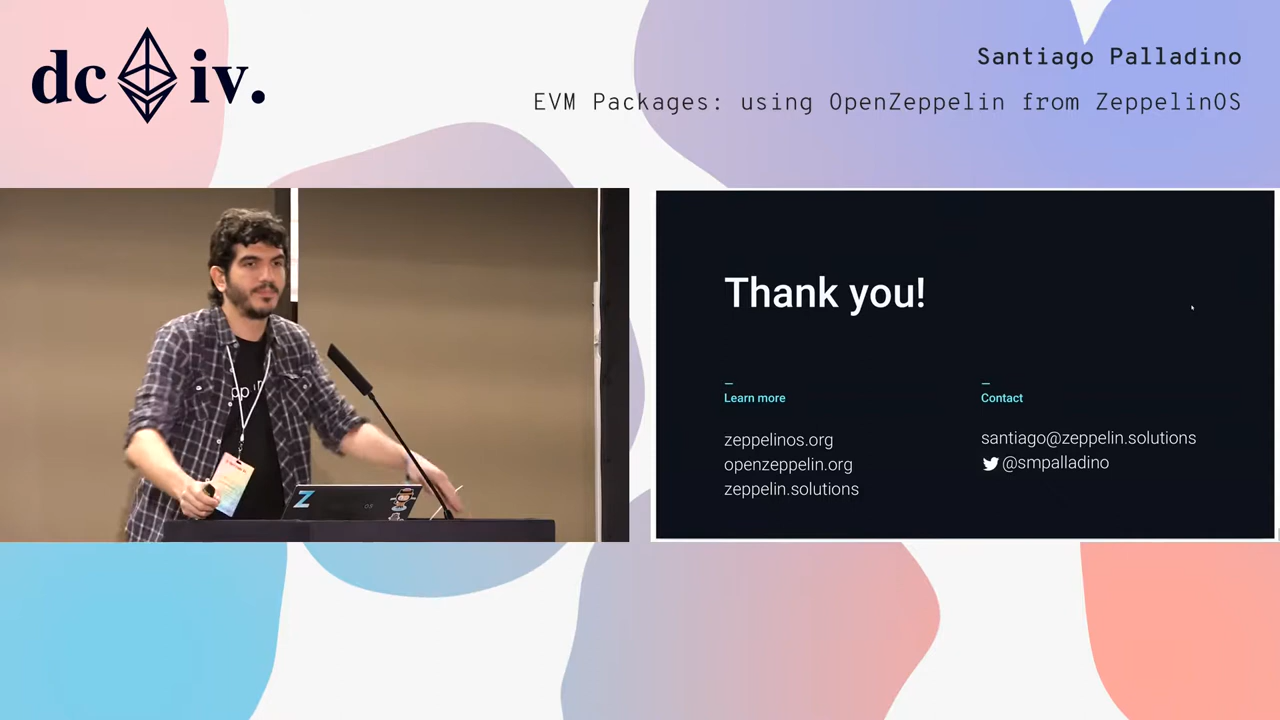 dc iv.
Santiago Palladino
EVM Packages: using OpenZeppelin from ZeppelinOS
Thank you!
Learn more
zeppelinos.org
openzeppelin.org
zeppelin.solutions
Contact
santiago@zeppelin.solutions
@smpalladino
Z